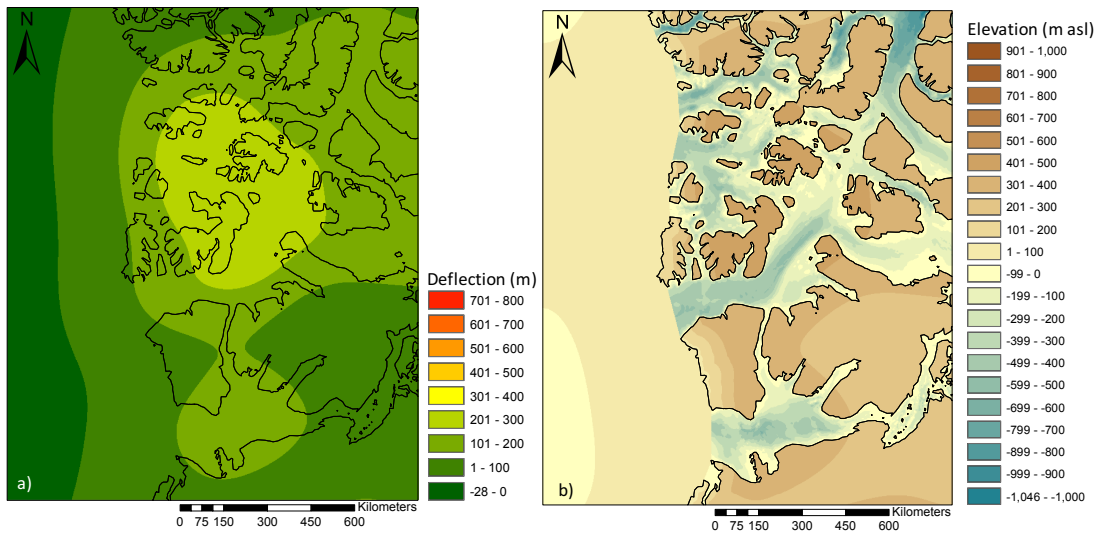 N
Deflection (m)
701 - 800
601 - 700
501 - 600
401 - 500
301 - 400
201 - 300
101 - 200
1 - 100
-28 - 0
a)
Kilometers
0 75 150 300 450 600
N
Elevation (m asl)
901 - 1,000
801 - 900
701 - 800
601 - 700
501 - 600
401 - 500
301 - 400
201 - 300
101 - 200
1 - 100
-99 - 0
-199 - -100
-299 - -200
-399 - -300
-499 - -400
-599 - -500
-699 - -600
-799 - -700
-899 - -800
-999 - -900
-1,046 - -1,000
b)
Kilometers
0 75 150 300 450 600